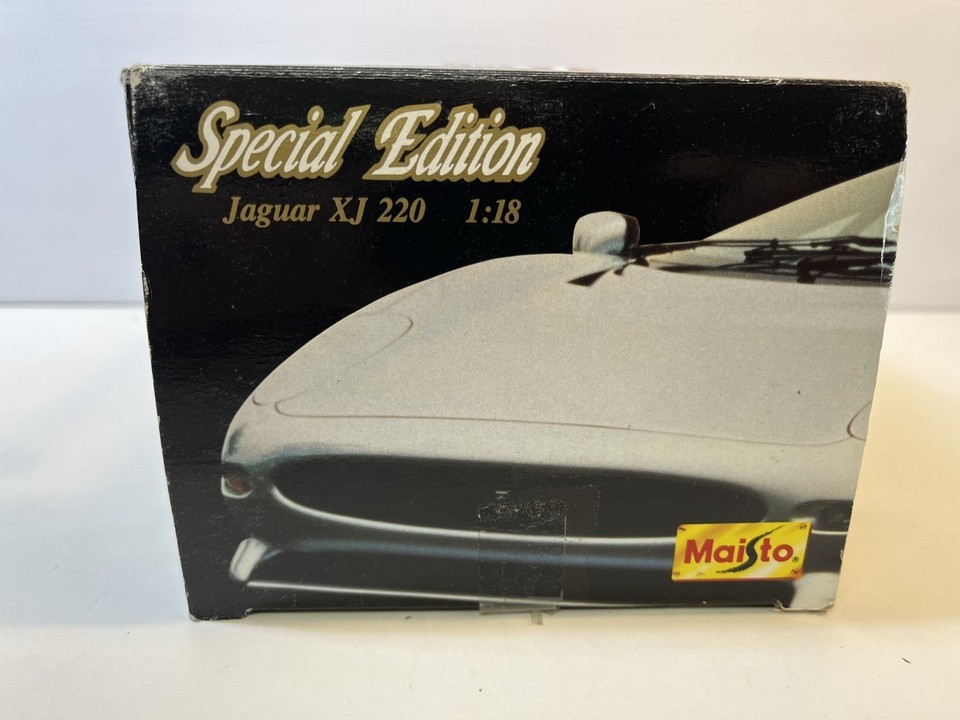 Special Edition
Jaguar XJ 220 1:18
Maisto®